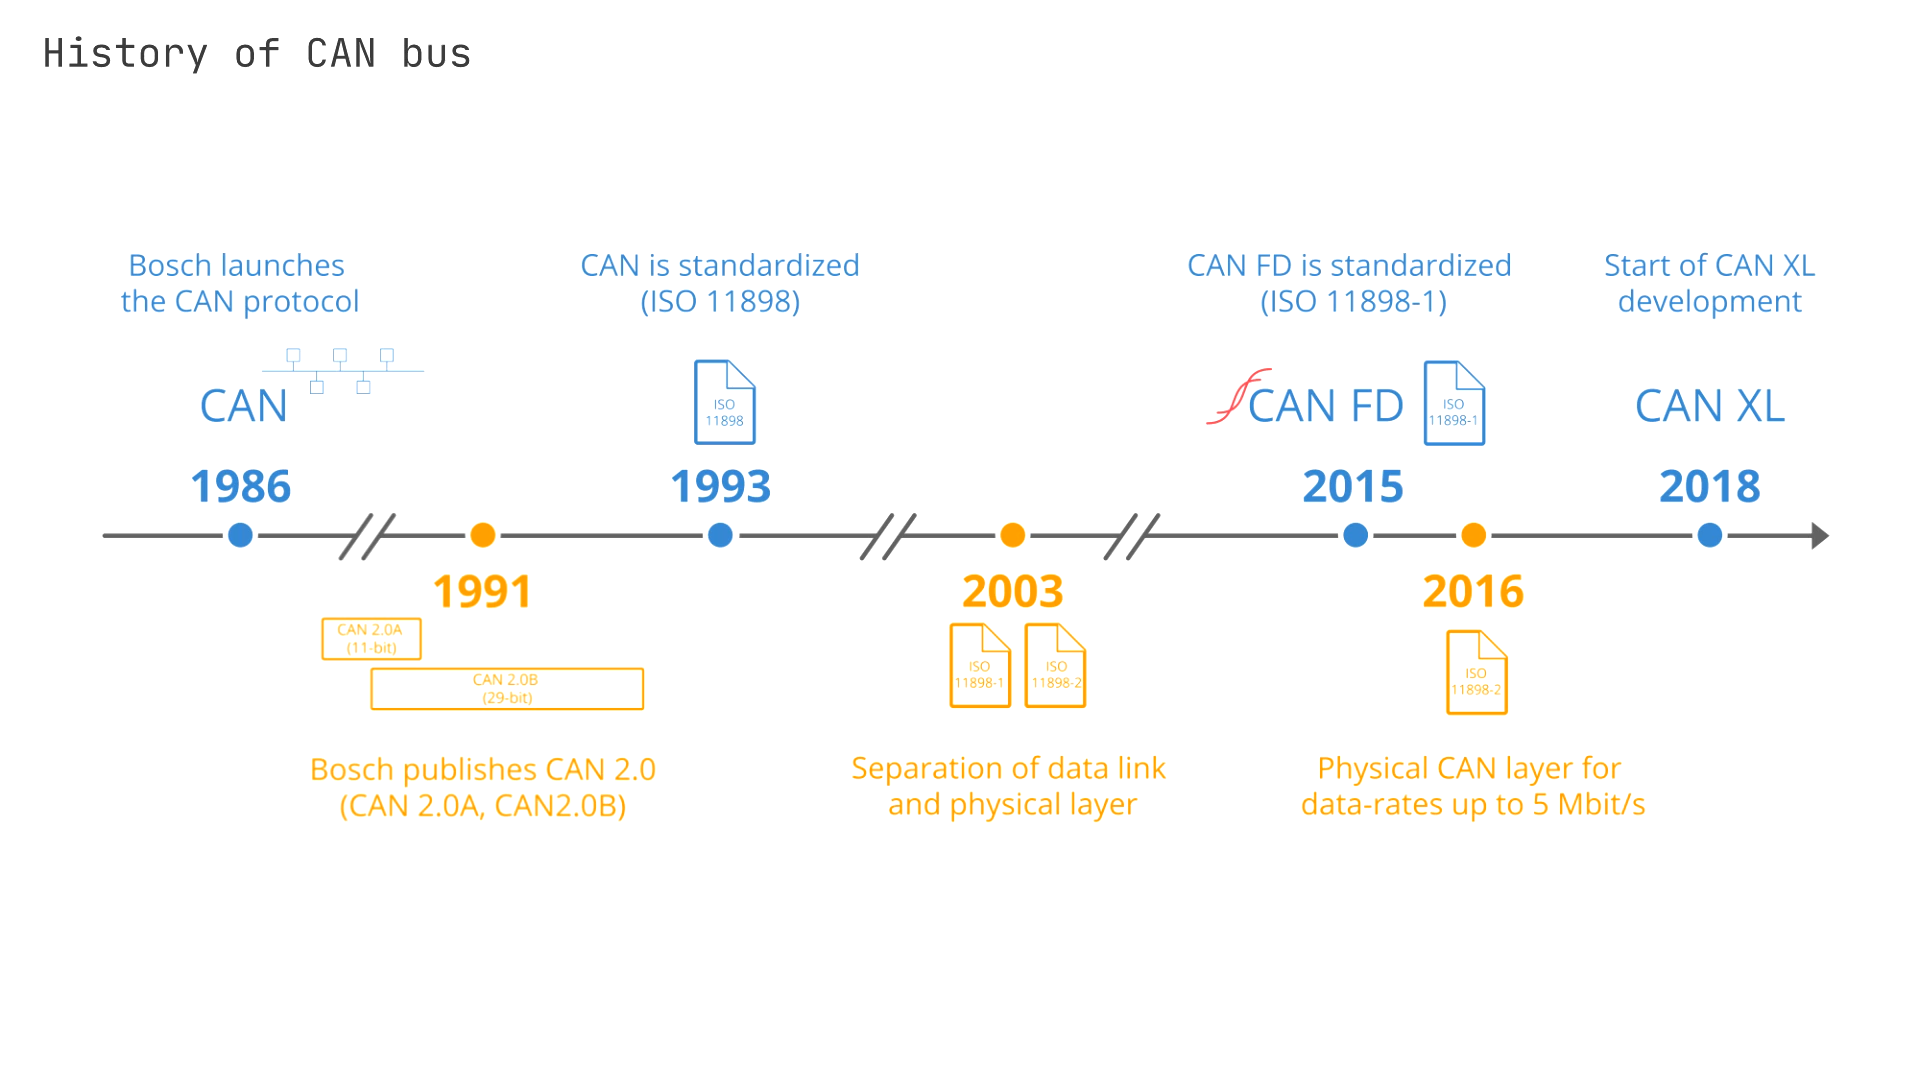 History of CAN bus
Bosch launches
the CAN protocol
CAN
1986
CAN is standardized
(ISO 11898)
ISO
11898
1993
CAN FD is standardized
(ISO 11898-1)
CAN FD
ISO
11898-1
2015
Start of CAN XL
development
CAN XL
2018
1991
CAN 2.0A
(11-bit)
CAN 2.0B
(29-bit)
Bosch publishes CAN 2.0
(CAN 2.0A, CAN2.0B)
2003
ISO
11898-1
ISO
11898-2
Separation of data link
and physical layer
2016
ISO
11898-2
Physical CAN layer for
data-rates up to 5 Mbit/s